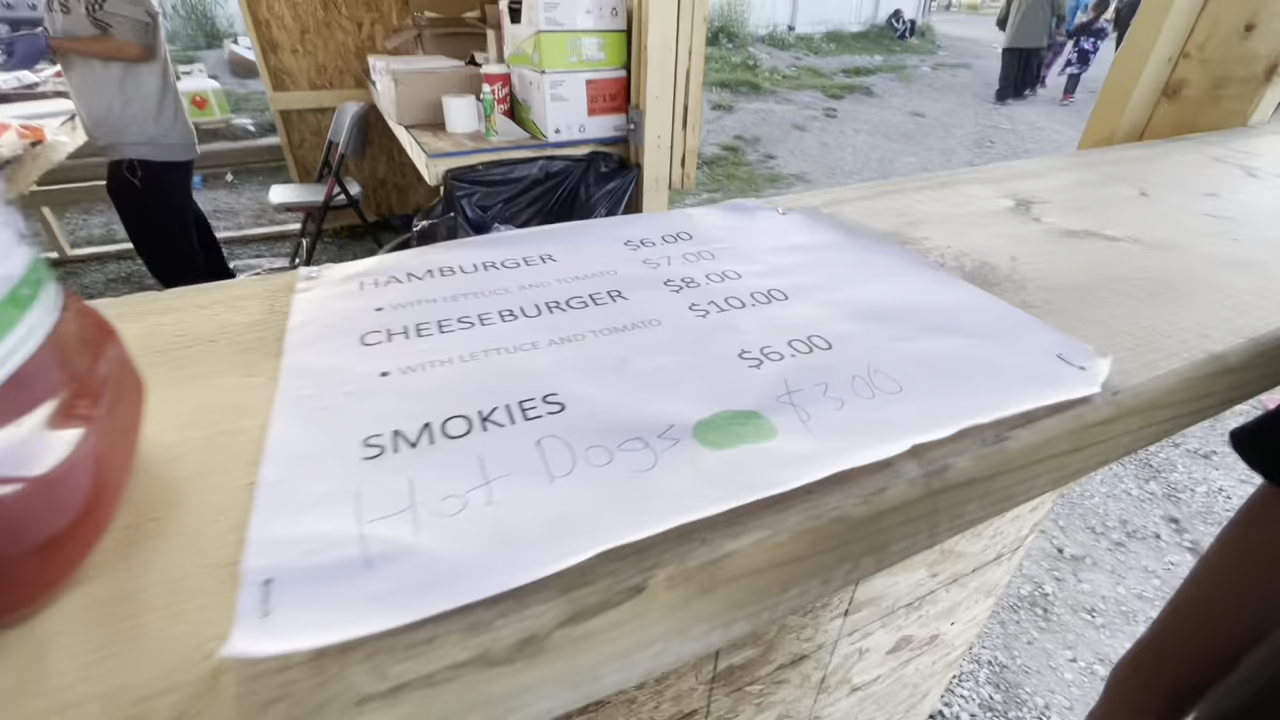 HAMBURGER $6.00
• WITH LETTUCE AND TOMATO $7.00
CHEESEBURGER $8.00
• WITH LETTUCE AND TOMATO $10.00
SMOKIES $6.00
Hot Dogs $3.00